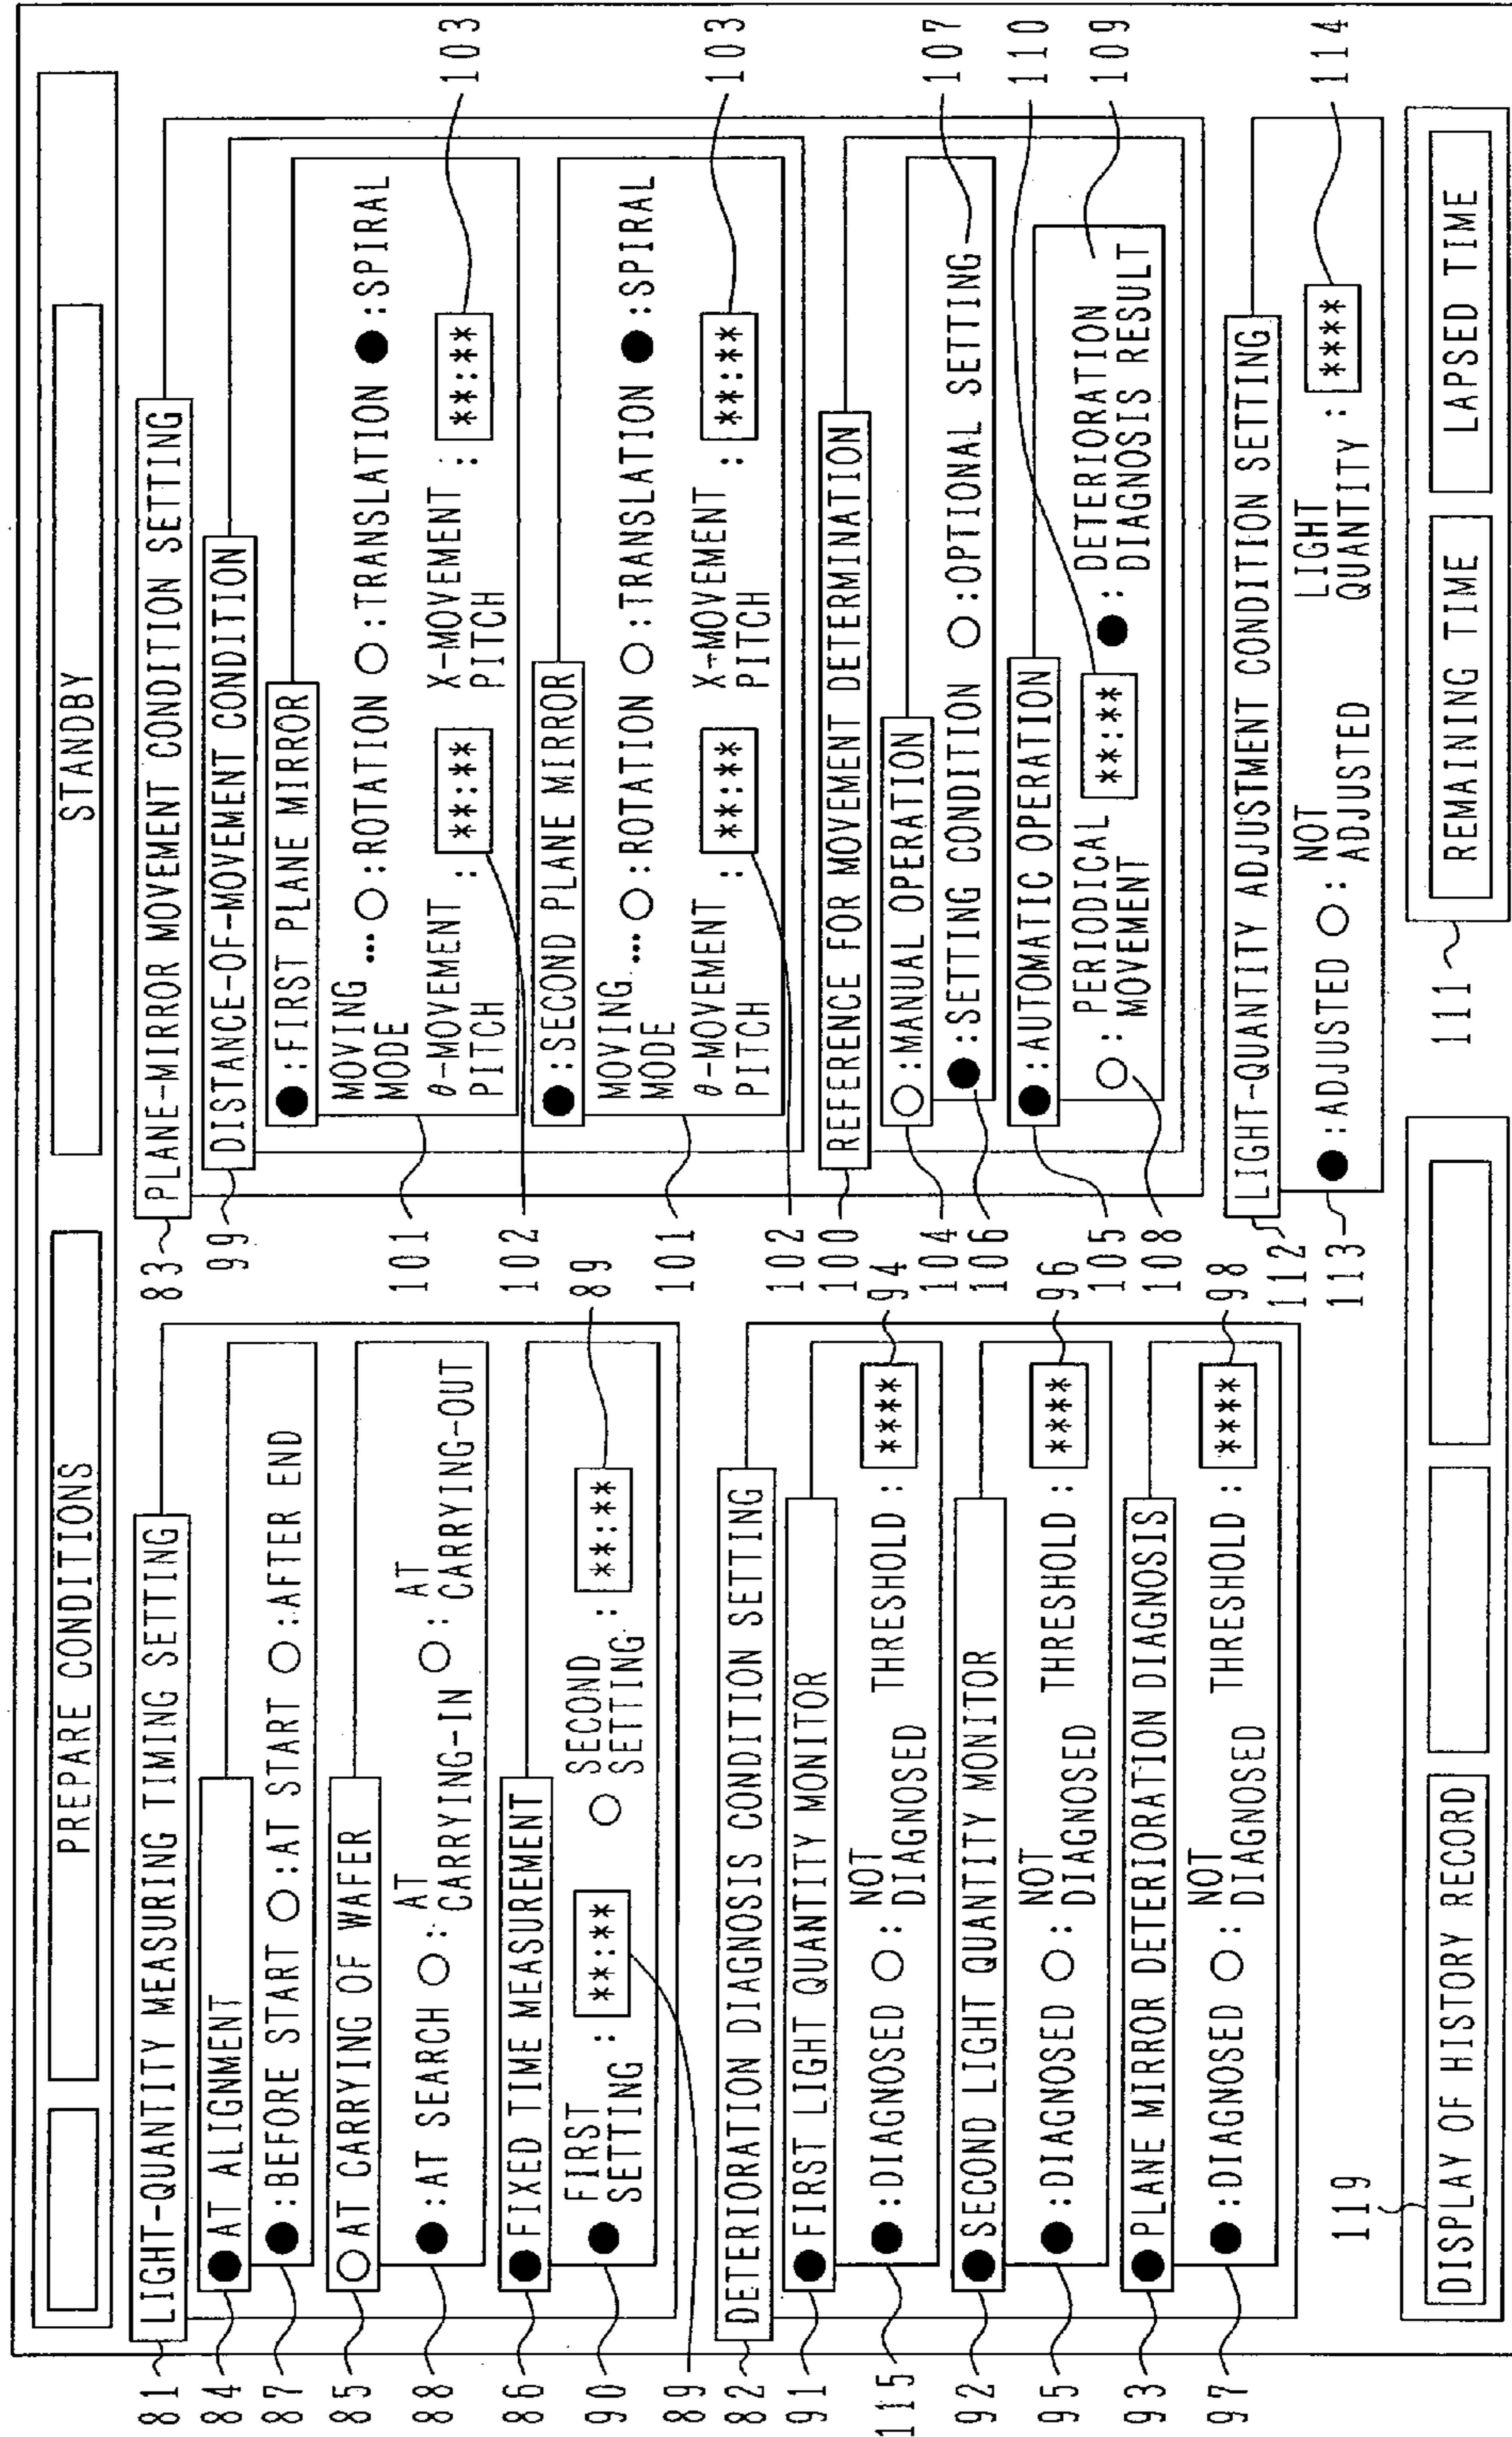 PREPARE CONDITIONS
STANDBY
81
LIGHT-QUANTITY MEASURING TIMING SETTING
84
AT ALIGNMENT
87
:BEFORE START
:AT START
:AFTER END
85
AT CARRYING OF WAFER
88
:AT SEARCH
: AT CARRYING-IN
: AT CARRYING-OUT
86
FIXED TIME MEASUREMENT
90
FIRST SETTING : **:**
SECOND SETTING : **:**
89
89
82
DETERIORATION DIAGNOSIS CONDITION SETTING
91
FIRST LIGHT QUANTITY MONITOR
115
:DIAGNOSED
: NOT DIAGNOSED
THRESHOLD : ****
94
92
SECOND LIGHT QUANTITY MONITOR
95
:DIAGNOSED
: NOT DIAGNOSED
THRESHOLD : ****
96
93
PLANE MIRROR DETERIORATION DIAGNOSIS
97
:DIAGNOSED
: NOT DIAGNOSED
THRESHOLD : ****
98
83
PLANE-MIRROR MOVEMENT CONDITION SETTING
99
DISTANCE-OF-MOVEMENT CONDITION
:FIRST PLANE MIRROR
101
MOVING MODE ...
:ROTATION
:TRANSLATION
:SPIRAL
θ-MOVEMENT PITCH : **:**
X-MOVEMENT PITCH : **:**
102
103
:SECOND PLANE MIRROR
101
MOVING MODE ...
:ROTATION
:TRANSLATION
:SPIRAL
θ-MOVEMENT PITCH : **:**
X-MOVEMENT PITCH : **:**
102
103
100
REFERENCE FOR MOVEMENT DETERMINATION
104
:MANUAL OPERATION
106
:SETTING CONDITION
:OPTIONAL SETTING
107
105
:AUTOMATIC OPERATION
108
: PERIODICAL MOVEMENT
**:**
110
: DETERIORATION DIAGNOSIS RESULT
109
112
LIGHT-QUANTITY ADJUSTMENT CONDITION SETTING
113
:ADJUSTED
: NOT ADJUSTED
LIGHT QUANTITY : ****
114
119
DISPLAY OF HISTORY RECORD
111
REMAINING TIME
LAPSED TIME